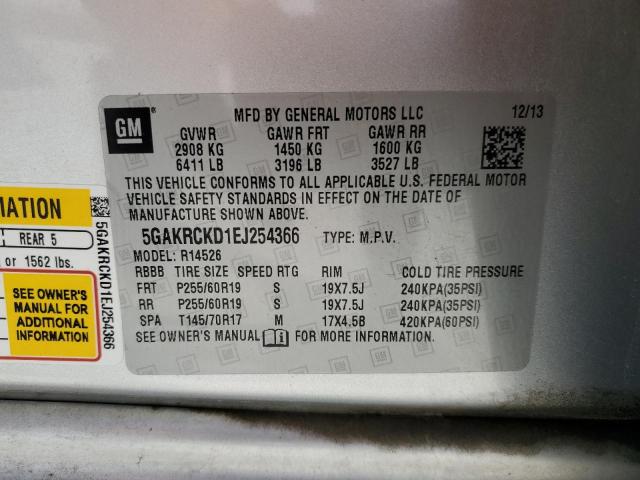 GM
MFD BY GENERAL MOTORS LLC 12/13
GVWR GAWR FRT GAWR RR
2908 KG 1450 KG 1600 KG
6411 LB 3196 LB 3527 LB
THIS VEHICLE CONFORMS TO ALL APPLICABLE U.S. FEDERAL MOTOR
VEHICLE SAFETY STANDARDS IN EFFECT ON THE DATE OF
MANUFACTURE SHOWN ABOVE.
5GAKRCKD1EJ254366 TYPE: M.P.V.
MODEL: R14526
RBBB TIRE SIZE SPEED RTG RIM COLD TIRE PRESSURE
FRT P255/60R19 S 19X7.5J 240KPA(35PSI)
RR P255/60R19 S 19X7.5J 240KPA(35PSI)
SPA T145/70R17 M 17X4.5B 420KPA(60PSI)
SEE OWNER'S MANUAL FOR MORE INFORMATION.
REAR 5
or 1562 lbs.
SEE OWNER'S
MANUAL FOR
ADDITIONAL
INFORMATION
5GAKRCKD1EJ254366